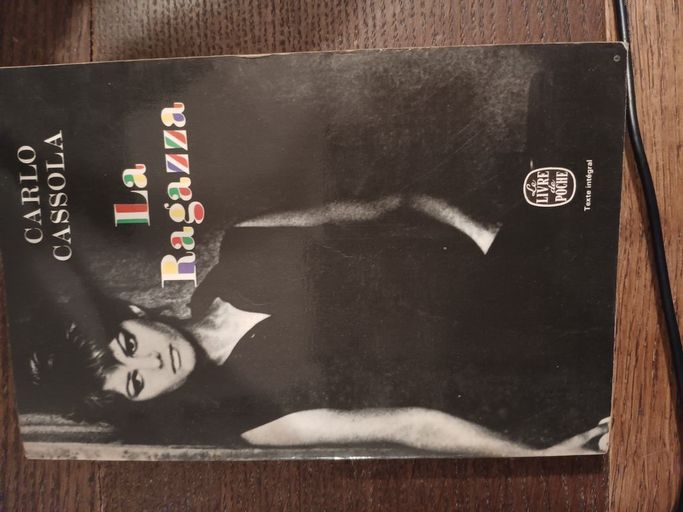 CARLO
CASSOLA
La
Ragazza
Le
LIVRE
de
POCHE
Texte intégral